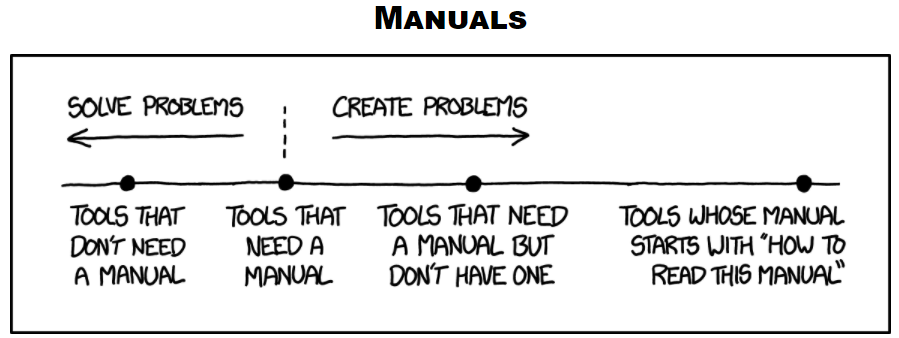 MANUALS
SOLVE PROBLEMS
CREATE PROBLEMS
TOOLS THAT
DON'T NEED
A MANUAL
TOOLS THAT
NEED A
MANUAL
TOOLS THAT NEED
A MANUAL BUT
DON'T HAVE ONE
TOOLS WHOSE MANUAL
STARTS WITH "HOW TO
READ THIS MANUAL"